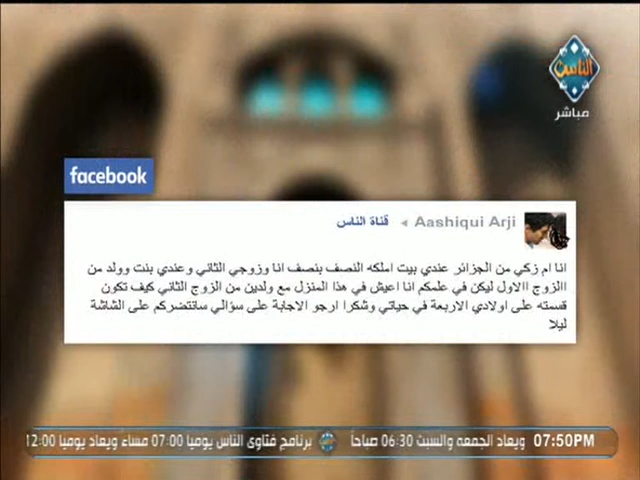 الناس
مباشر
facebook
Aashiqui Arji ◄ قناة الناس
انا ام زكي من الجزائر عندي بيت املكه النصف بنصف انا وزوجي الثاني وعندي بنت وولد من
االزوج االاول ليكن في علمكم انا اعيش في هذا المنزل مع ولدين من الزوج الثاني كيف تكون
قسمته على اولادي الاربعة في حياتي وشكرا ارجو الاجابة على سؤالي سانتضركم على الشاشة
ليلا
07:50PM ويعاد الجمعه والسبت 06:30 صباحاً برنامج فتاوى الناس يوميا 07:00 مساء ويعاد يوميا 12:00